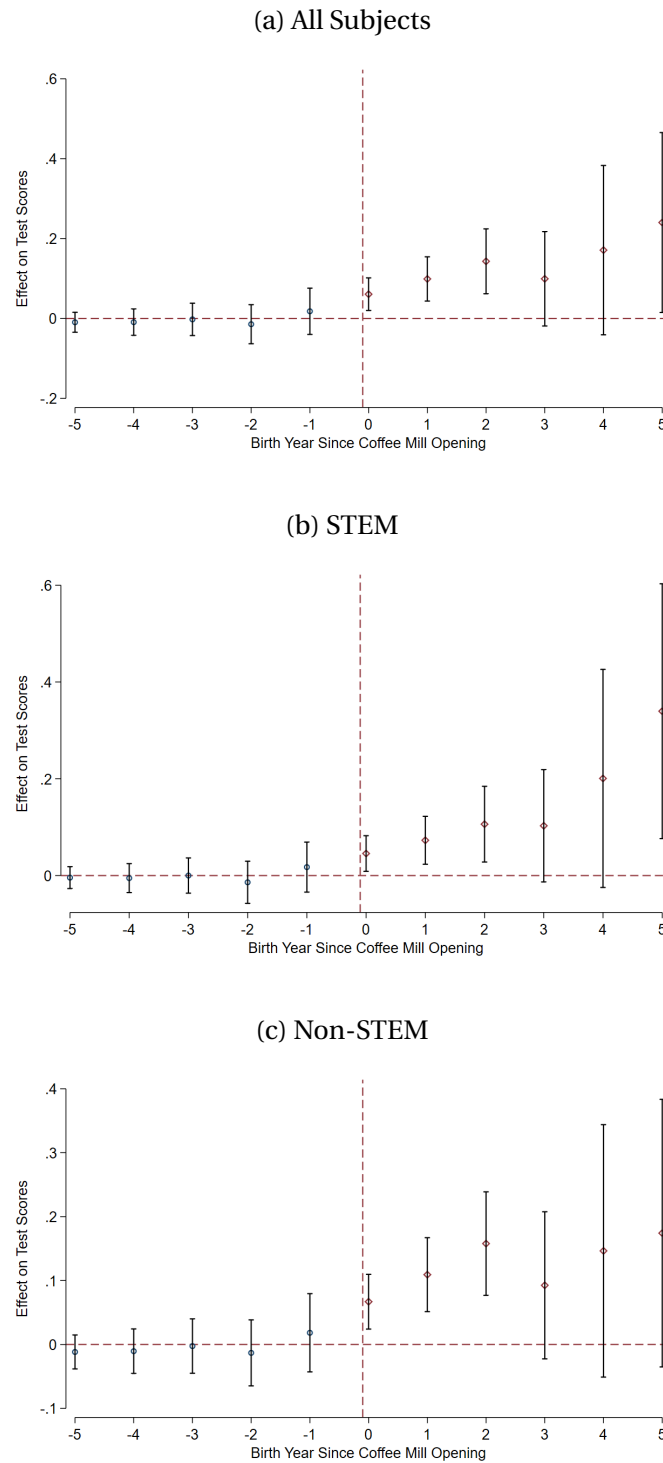 (a) All Subjects
.6
.4
.2
0
-.2
Effect on Test Scores
-5 -4 -3 -2 -1 0 1 2 3 4 5
Birth Year Since Coffee Mill Opening
(b) STEM
.6
.4
.2
0
Effect on Test Scores
-5 -4 -3 -2 -1 0 1 2 3 4 5
Birth Year Since Coffee Mill Opening
(c) Non-STEM
.4
.3
.2
.1
0
-.1
Effect on Test Scores
-5 -4 -3 -2 -1 0 1 2 3 4 5
Birth Year Since Coffee Mill Opening